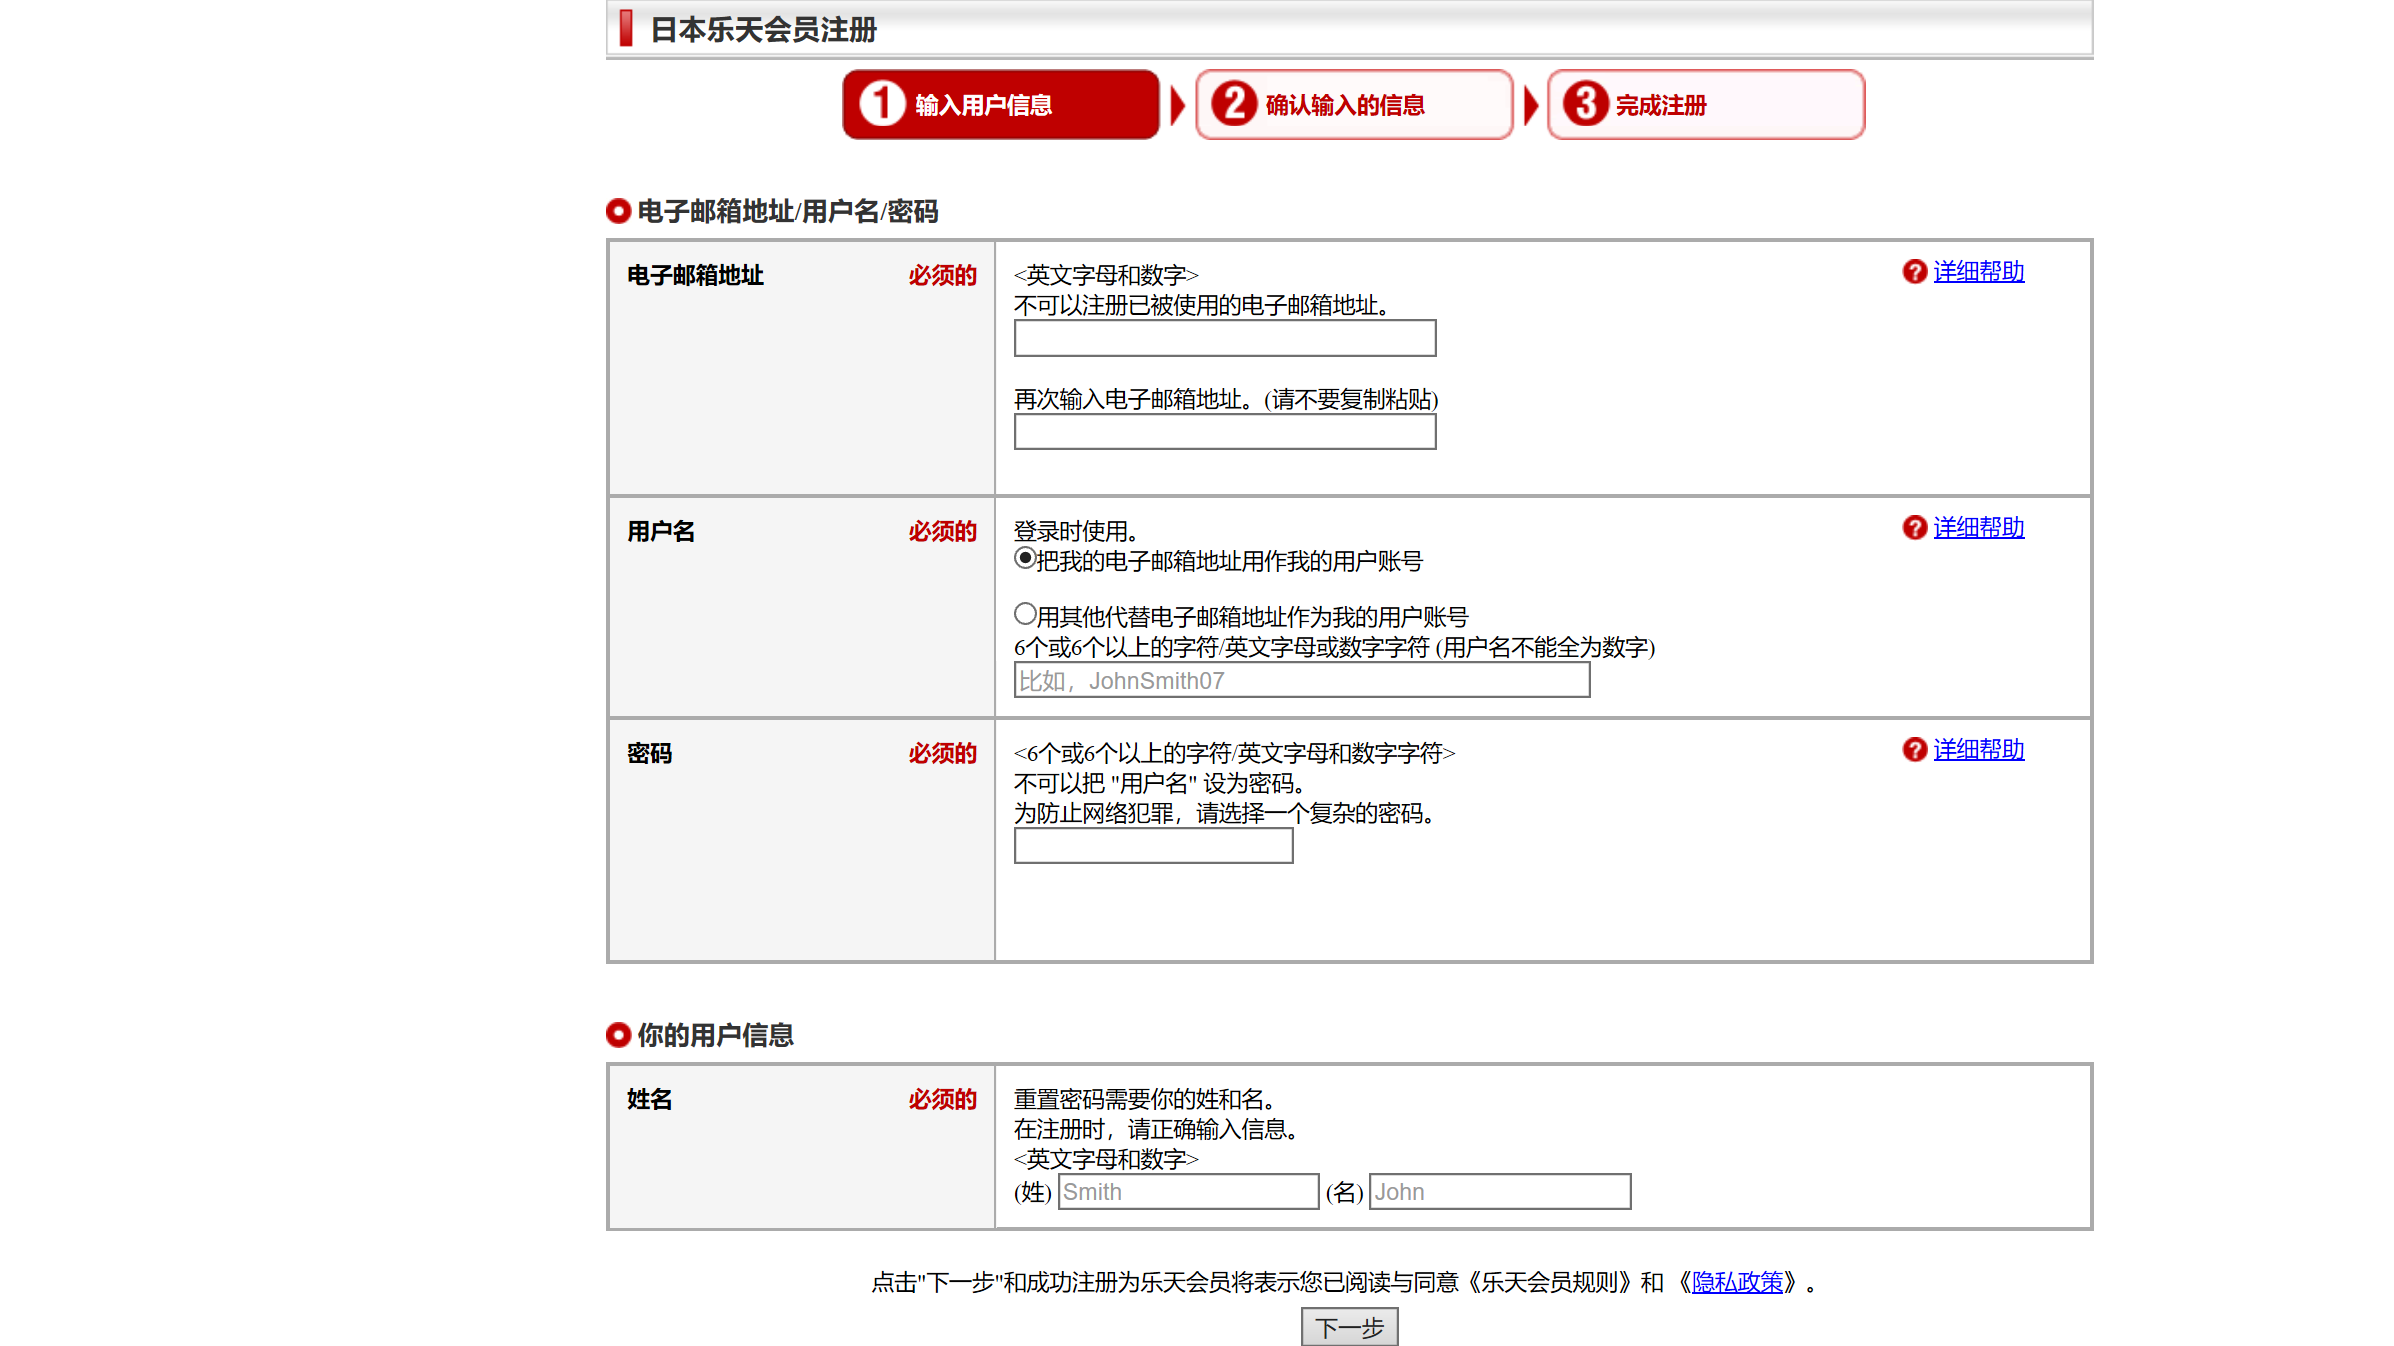 日本乐天会员注册
1 输入用户信息
2 确认输入的信息
3 完成注册
电子邮箱地址/用户名/密码
电子邮箱地址 必须的
<英文字母和数字>
? 详细帮助
不可以注册已被使用的电子邮箱地址。
再次输入电子邮箱地址。(请不要复制粘贴)
用户名 必须的
登录时使用。
? 详细帮助
把我的电子邮箱地址用作我的用户账号
用其他代替电子邮箱地址作为我的用户账号
6个或6个以上的字符/英文字母或数字字符 (用户名不能全为数字)
比如，JohnSmith07
密码 必须的
<6个或6个以上的字符/英文字母和数字字符>
? 详细帮助
不可以把 "用户名" 设为密码。
为防止网络犯罪，请选择一个复杂的密码。
你的用户信息
姓名 必须的
重置密码需要你的姓和名。
在注册时，请正确输入信息。
<英文字母和数字>
(姓) Smith (名) John
点击"下一步"和成功注册为乐天会员将表示您已阅读与同意《乐天会员规则》和 《隐私政策》。
下一步